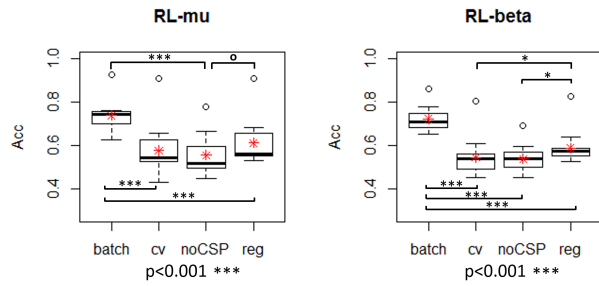 RL-mu
Acc
1.0
0.8
0.6
0.4
*** o
***
***
batch cv noCSP reg
p<0.001 ***
RL-beta
Acc
1.0
0.8
0.6
0.4
*
*
***
***
***
batch cv noCSP reg
p<0.001 ***